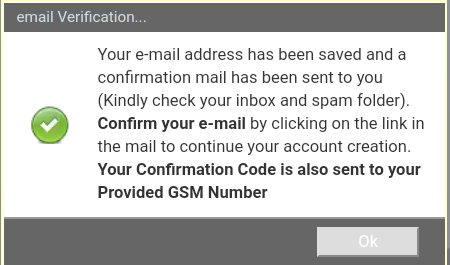 email Verification...
Your e-mail address has been saved and a
confirmation mail has been sent to you
(Kindly check your inbox and spam folder).
Confirm your e-mail by clicking on the link in
the mail to continue your account creation.
Your Confirmation Code is also sent to your
Provided GSM Number
Ok